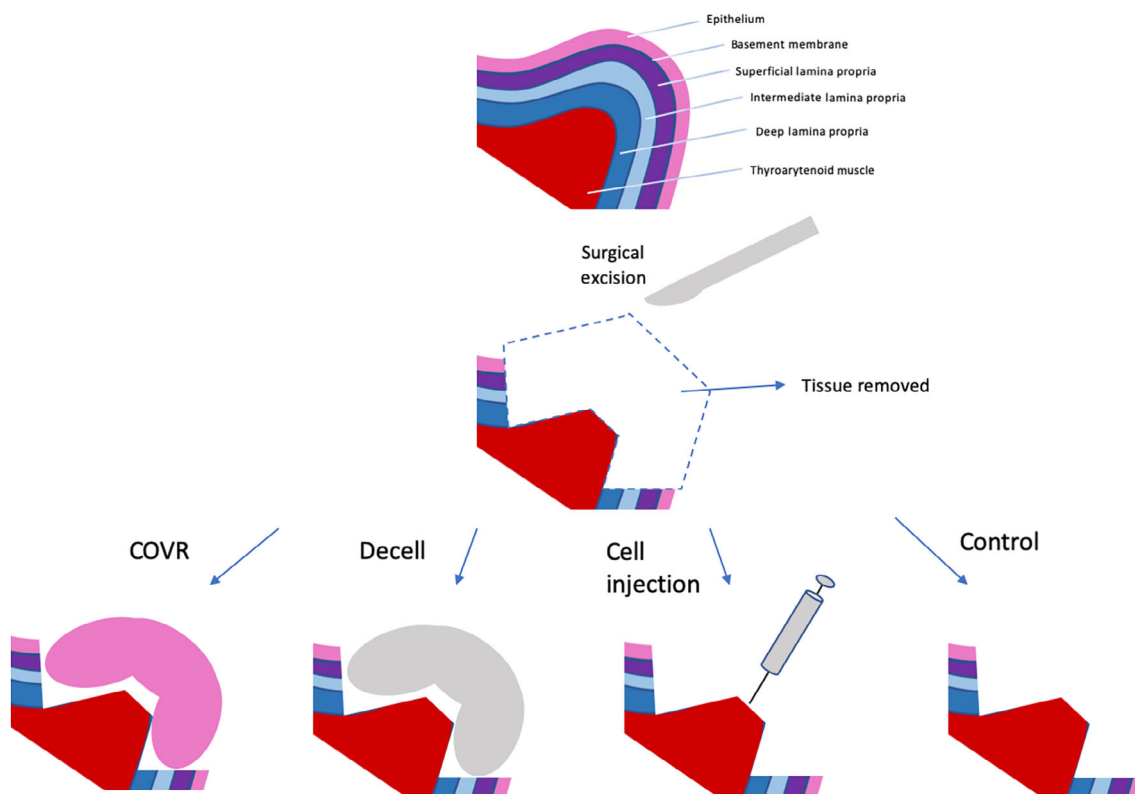 Epithelium
Basement membrane
Superficial lamina propria
Intermediate lamina propria
Deep lamina propria
Thyroarytenoid muscle
Surgical
excision
Tissue removed
COVR
Decell
Cell
injection
Control